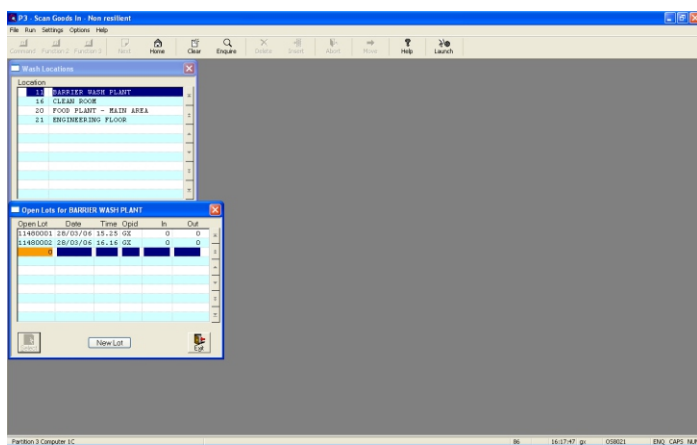 P3 - Scan Goods In - Non resilient
File Run Settings Options Help
Command Function 2 Function 3 Next Home Clear Enquire Delete Insert Abort Move Help Launch
Wash Locations
Location
11 BARRIER WASH PLANT
16 CLEAN ROOM
20 FOOD PLANT - MAIN AREA
21 ENGINEERING FLOOR
Open Lots for BARRIER WASH PLANT
Open Lot Date Time Opid In Out
11480001 28/03/06 15.25 GX 0 0
11480002 28/03/06 16.16 GX 0 0
0
Select New Lot Exit
Partition 3 Computer 1C 86 16:17:47 gx OS8021 ENQ CAPS NUM